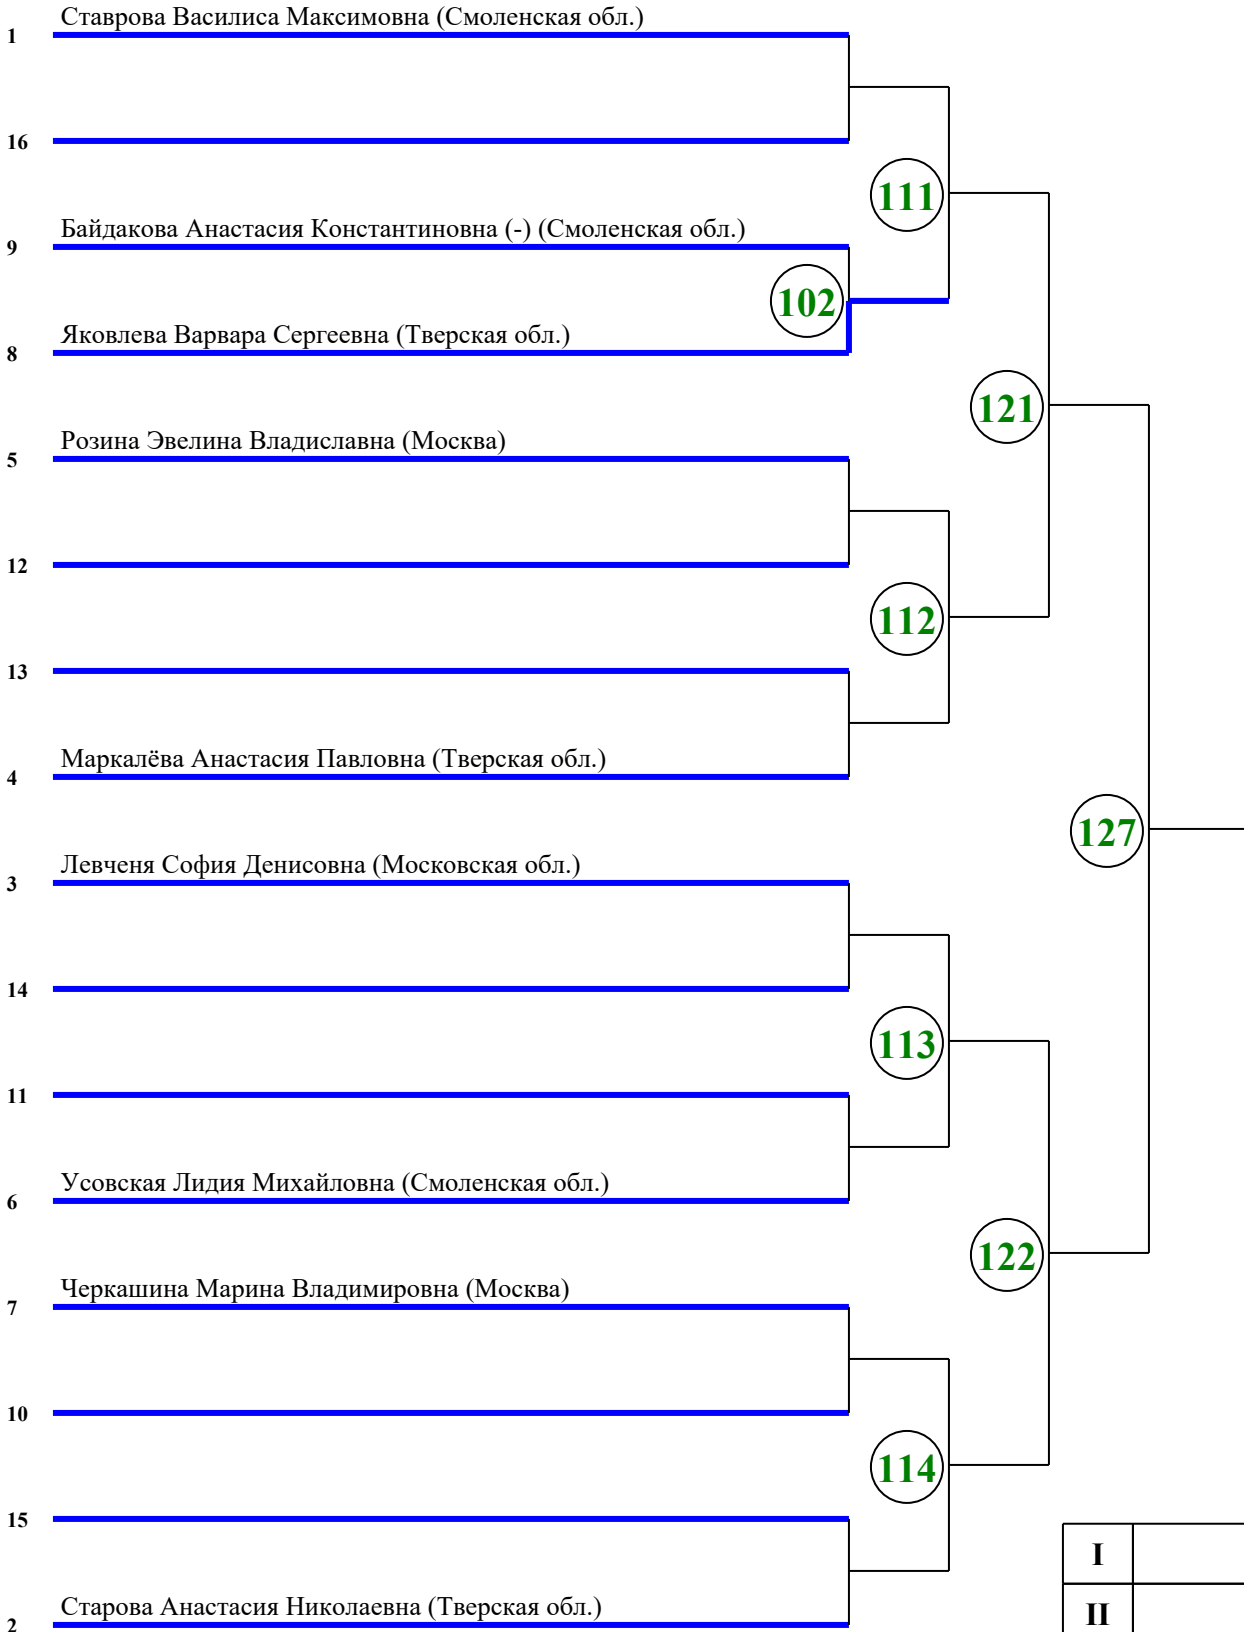 Ставрова Василиса Максимовна (Смоленская обл.)
1
16
111
Байдакова Анастасия Константиновна (-) (Смоленская обл.)
9
102
Яковлева Варвара Сергеевна (Тверская обл.)
8
121
Розина Эвелина Владиславна (Москва)
5
12
112
13
Маркалёва Анастасия Павловна (Тверская обл.)
4
127
Левченя София Денисовна (Московская обл.)
3
14
113
11
Усовская Лидия Михайловна (Смоленская обл.)
6
122
Черкашина Марина Владимировна (Москва)
7
10
114
15
I
Старова Анастасия Николаевна (Тверская обл.)
2
II